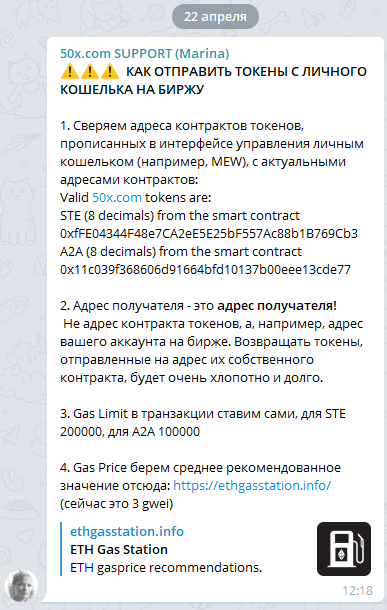 22 апреля
50x.com SUPPORT (Marina)
⚠️⚠️⚠️ КАК ОТПРАВИТЬ ТОКЕНЫ С ЛИЧНОГО
КОШЕЛЬКА НА БИРЖУ
1. Сверяем адреса контрактов токенов,
прописанных в интерфейсе управления личным
кошельком (например, MEW), с актуальными
адресами контрактов:
Valid 50x.com tokens are:
STE (8 decimals) from the smart contract
0xfFE04344F48e7CA2eE5E25bF557Ac88b1B769Cb3
A2A (8 decimals) from the smart contract
0x11c039f368606d91664bfd10137b00eee13cde77
2. Адрес получателя - это адрес получателя!
Не адрес контракта токенов, а, например, адрес
вашего аккаунта на бирже. Возвращать токены,
отправленные на адрес их собственного
контракта, будет очень хлопотно и долго.
3. Gas Limit в транзакции ставим сами, для STE
200000, для A2A 100000
4. Gas Price берем среднее рекомендованное
значение отсюда: https://ethgasstation.info/
(сейчас это 3 gwei)
ethgasstation.info
ETH Gas Station
ETH gasprice recommendations.
12:18